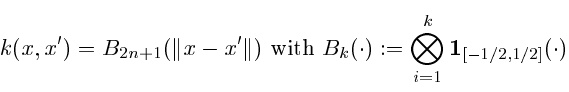 k(x, x′) = B_{2n+1}(‖x − x′‖) with B_k(·) := ⨂_{i=1}^{k} 𝟏_{[−1/2,1/2]}(·)